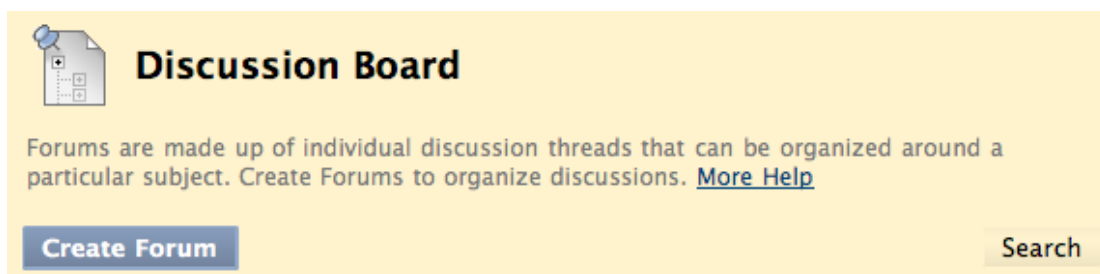 Discussion Board
Forums are made up of individual discussion threads that can be organized around a
particular subject. Create Forums to organize discussions. More Help
Create Forum
Search